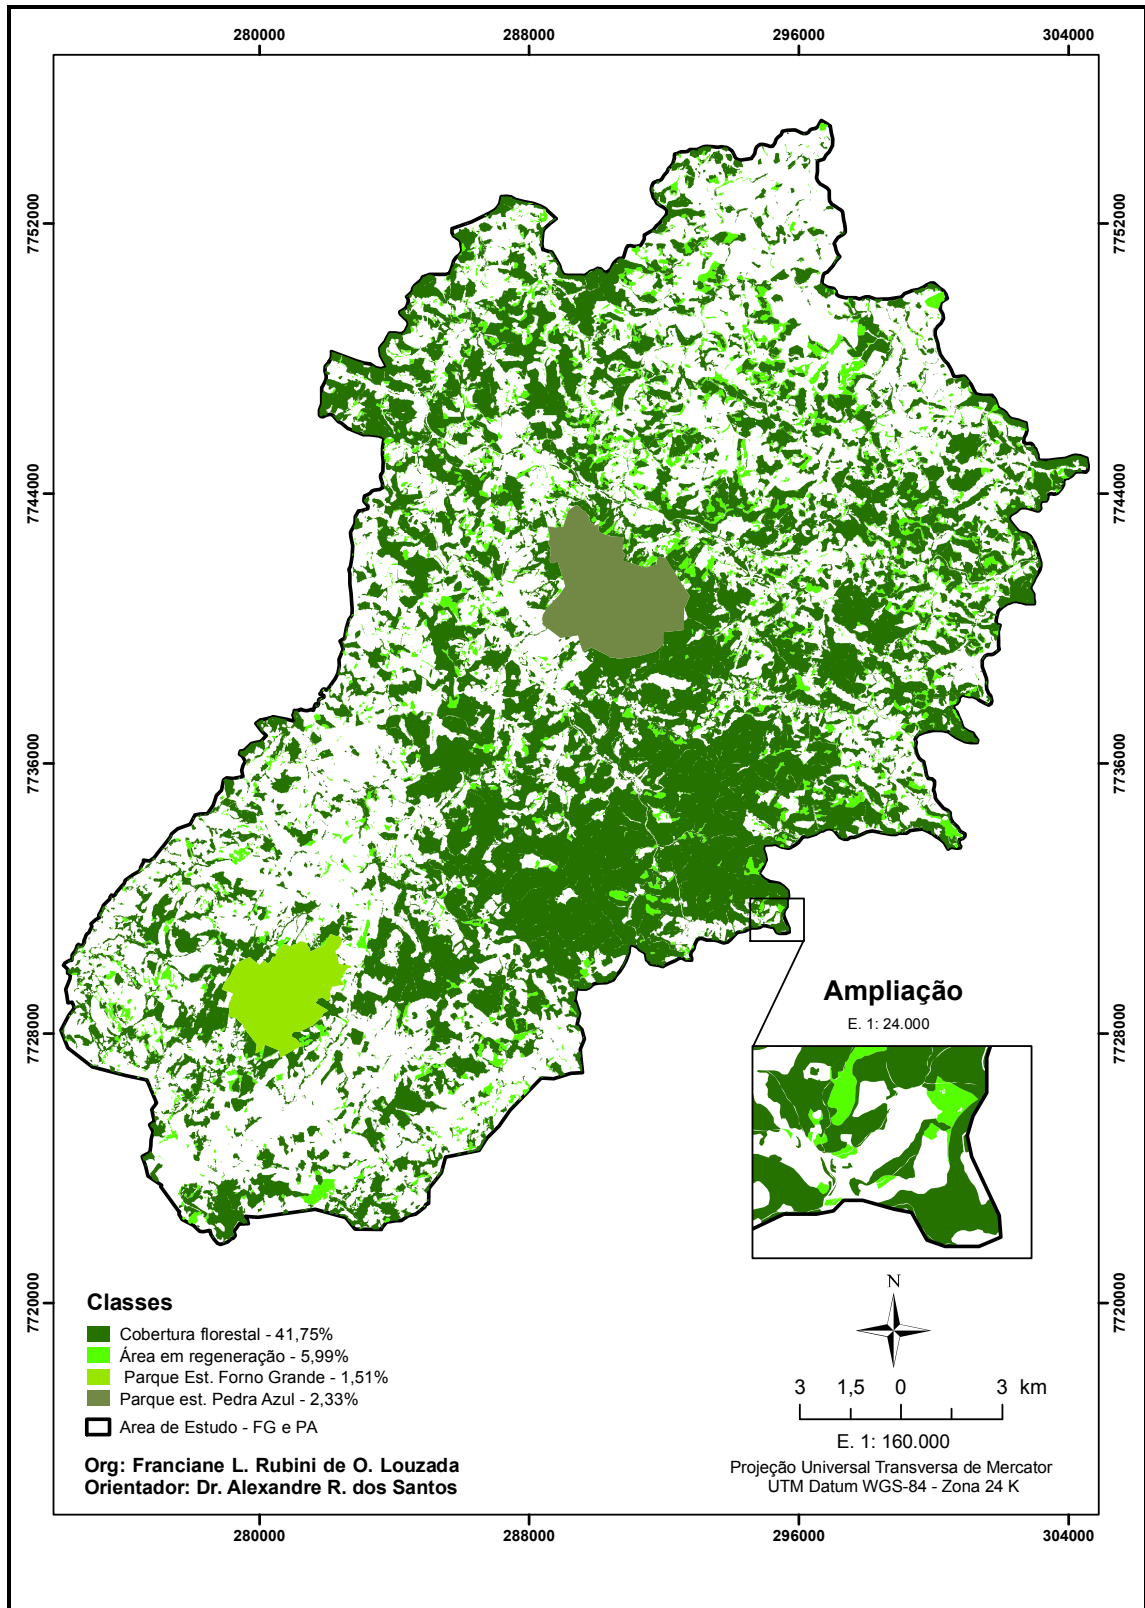 280000 288000 296000 304000
7752000 7752000
7744000 7744000
7736000 7736000
7728000 7728000
7720000 7720000
Ampliação
E. 1: 24.000
N
Classes
Cobertura florestal - 41,75%
Área em regeneração - 5,99%
Parque Est. Forno Grande - 1,51%
Parque est. Pedra Azul - 2,33%
Area de Estudo - FG e PA
Org: Franciane L. Rubini de O. Louzada
Orientador: Dr. Alexandre R. dos Santos
3 1,5 0 3 km
E. 1: 160.000
Projeção Universal Transversa de Mercator
UTM Datum WGS-84 - Zona 24 K
280000 288000 296000 304000